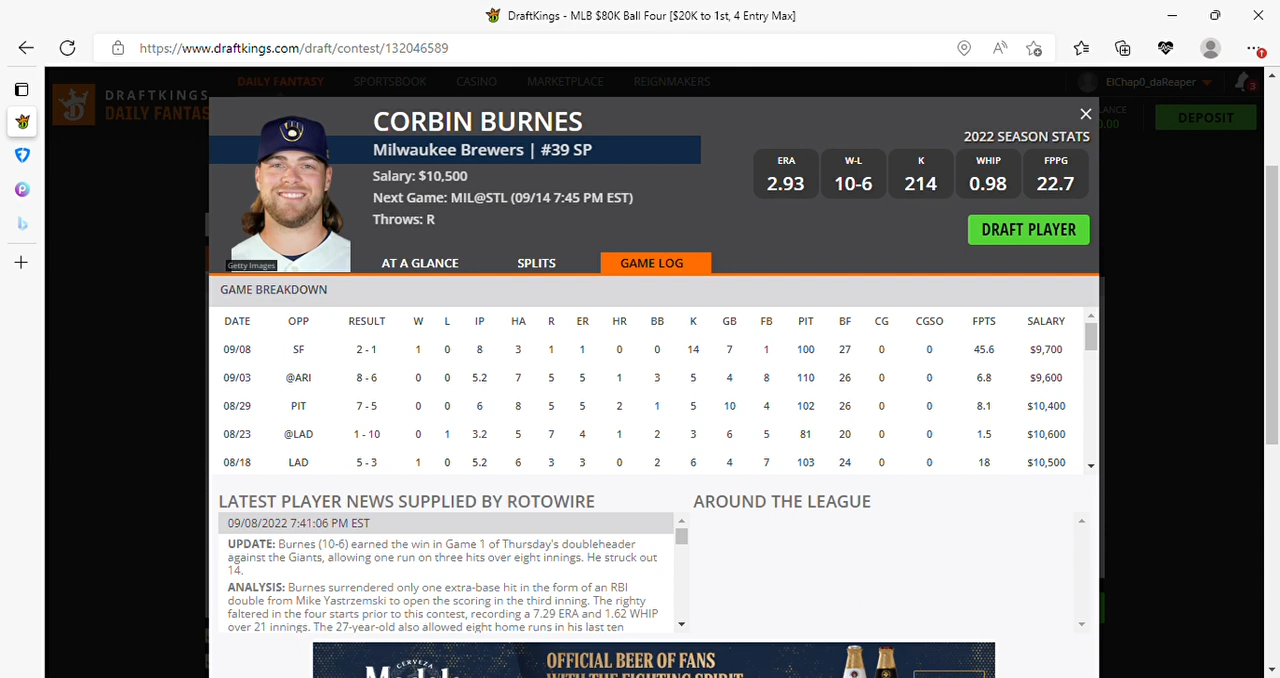 DraftKings - MLB $80K Ball Four [$20K to 1st, 4 Entry Max]
https://www.draftkings.com/draft/contest/132046589
DAILY FANTASY SPORTSBOOK CASINO MARKETPLACE REIGNMAKERS ElChap0_daReaper
DRAFTKINGS
DAILY FANTAS
DEPOSIT
3
CORBIN BURNES
Milwaukee Brewers | #39 SP
Salary: $10,500
Next Game: MIL@STL (09/14 7:45 PM EST)
Throws: R
Getty Images
2022 SEASON STATS
ERA W-L K WHIP FPPG
2.93 10-6 214 0.98 22.7
DRAFT PLAYER
AT A GLANCE SPLITS GAME LOG
GAME BREAKDOWN
DATE OPP RESULT W L IP HA R ER HR BB K GB FB PIT BF CG CGSO FPTS SALARY
09/08 SF 2 - 1 1 0 8 3 1 1 0 0 14 7 1 100 27 0 0 45.6 $9,700
09/03 @ARI 8 - 6 0 0 5.2 7 5 5 1 3 5 4 8 110 26 0 0 6.8 $9,600
08/29 PIT 7 - 5 0 0 6 8 5 5 2 1 5 10 4 102 26 0 0 8.1 $10,400
08/23 @LAD 1 - 10 0 1 3.2 5 7 4 1 2 3 6 5 81 20 0 0 1.5 $10,600
08/18 LAD 5 - 3 1 0 5.2 6 3 3 0 2 6 4 7 103 24 0 0 18 $10,500
LATEST PLAYER NEWS SUPPLIED BY ROTOWIRE
09/08/2022 7:41:06 PM EST
UPDATE: Burnes (10-6) earned the win in Game 1 of Thursday's doubleheader
against the Giants, allowing one run on three hits over eight innings. He struck out
14.
ANALYSIS: Burnes surrendered only one extra-base hit in the form of an RBI
double from Mike Yastrzemski to open the scoring in the third inning. The righty
faltered in the four starts prior to this contest, recording a 7.29 ERA and 1.62 WHIP
over 21 innings. The 27-year-old also allowed eight home runs in his last ten
AROUND THE LEAGUE
CERVEZA
OFFICIAL BEER OF FANS
WITH THE FIGHTING SPIRIT